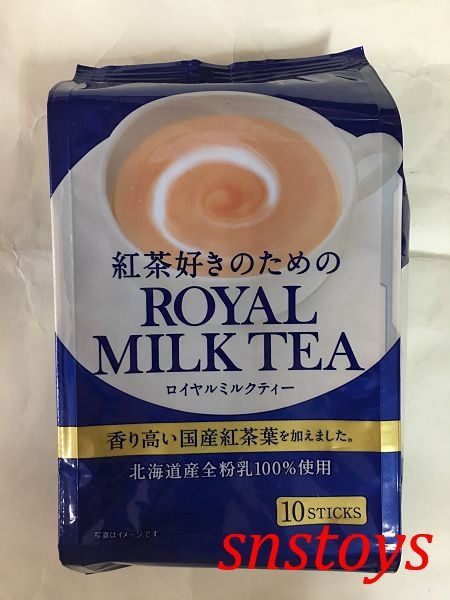 紅茶好きのための
ROYAL
MILK TEA
ロイヤルミルクティー
香り高い国産紅茶葉を加えました。
北海道産全粉乳100%使用
10 STICKS
写真はイメージです
snstoys